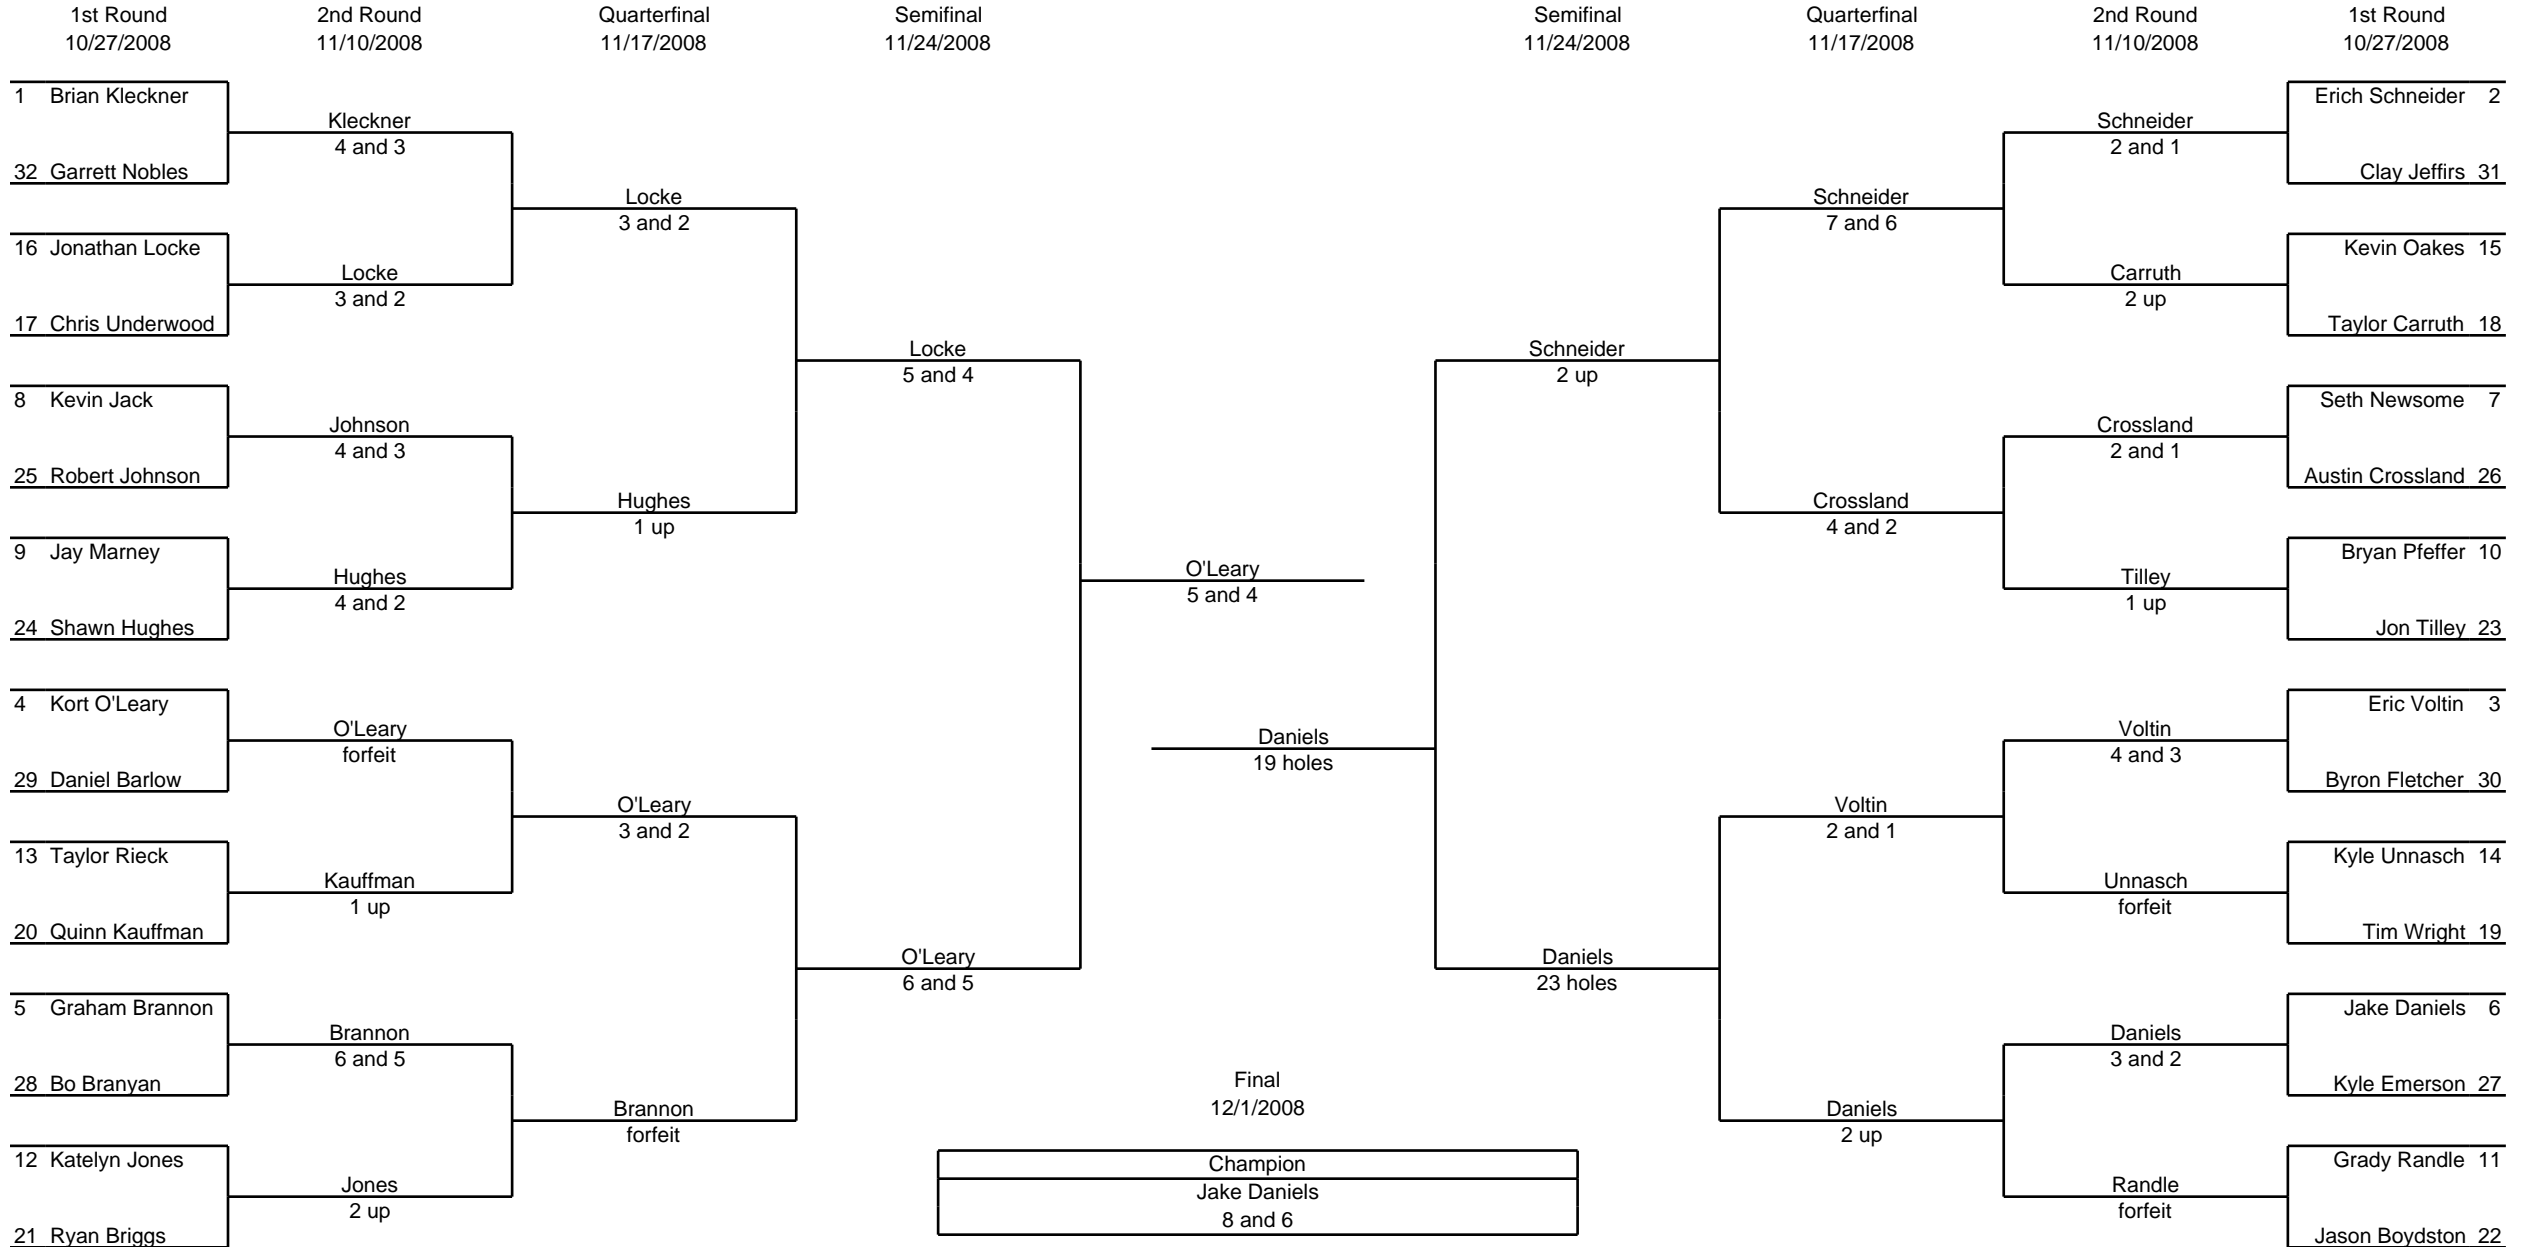 1st Round
10/27/2008
2nd Round
11/10/2008
Quarterfinal
11/17/2008
Semifinal
11/24/2008
Semifinal
11/24/2008
Quarterfinal
11/17/2008
2nd Round
11/10/2008
1st Round
10/27/2008
1 Brian Kleckner
32 Garrett Nobles
16 Jonathan Locke
17 Chris Underwood
8 Kevin Jack
25 Robert Johnson
9 Jay Marney
24 Shawn Hughes
4 Kort O'Leary
29 Daniel Barlow
13 Taylor Rieck
20 Quinn Kauffman
5 Graham Brannon
28 Bo Branyan
12 Katelyn Jones
21 Ryan Briggs
Kleckner
4 and 3
Locke
3 and 2
Johnson
4 and 3
Hughes
4 and 2
O'Leary
forfeit
Kauffman
1 up
Brannon
6 and 5
Jones
2 up
Locke
3 and 2
Hughes
1 up
O'Leary
3 and 2
Brannon
forfeit
Locke
5 and 4
O'Leary
6 and 5
O'Leary
5 and 4
Daniels
19 holes
Final
12/1/2008
Champion
Jake Daniels
8 and 6
Schneider
2 up
Daniels
23 holes
Schneider
7 and 6
Crossland
4 and 2
Voltin
2 and 1
Daniels
2 up
Schneider
2 and 1
Carruth
2 up
Crossland
2 and 1
Tilley
1 up
Voltin
4 and 3
Unnasch
forfeit
Daniels
3 and 2
Randle
forfeit
Erich Schneider 2
Clay Jeffirs 31
Kevin Oakes 15
Taylor Carruth 18
Seth Newsome 7
Austin Crossland 26
Bryan Pfeffer 10
Jon Tilley 23
Eric Voltin 3
Byron Fletcher 30
Kyle Unnasch 14
Tim Wright 19
Jake Daniels 6
Kyle Emerson 27
Grady Randle 11
Jason Boydston 22